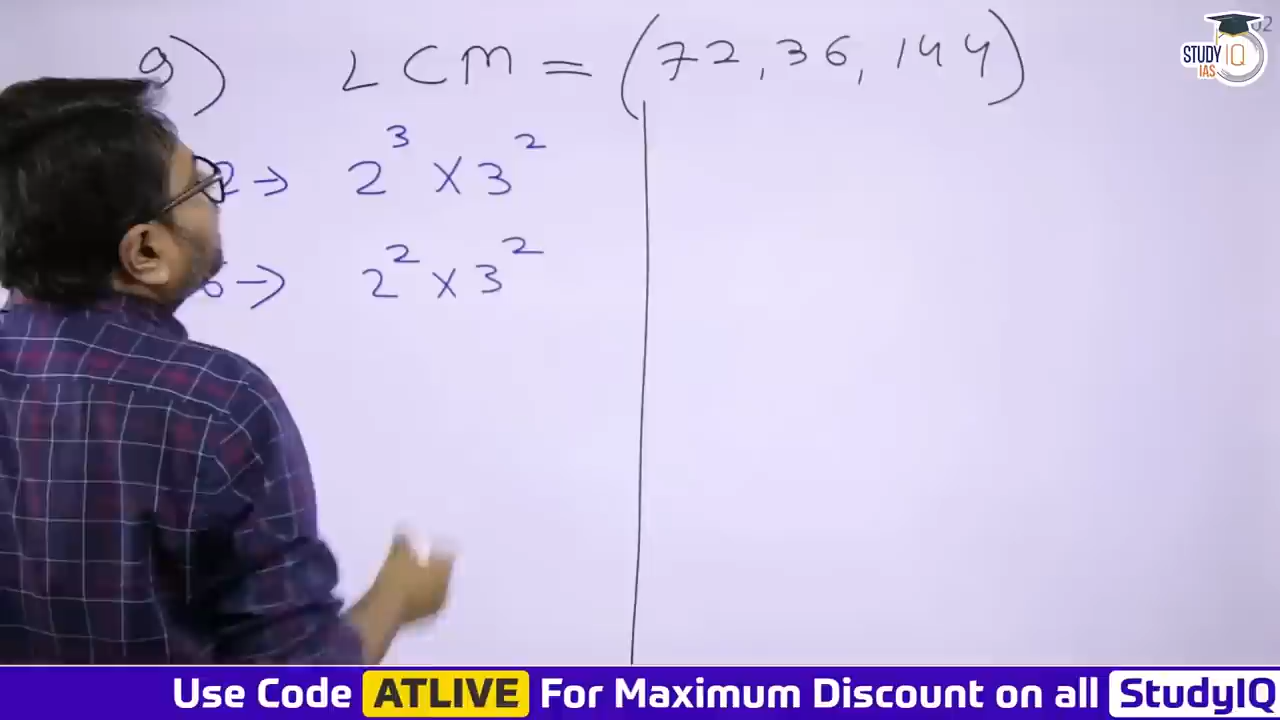 9) LCM = (72, 36, 144)
2 → 2³ × 3²
6 → 2² × 3²
STUDY IQ
IAS
Use Code ATLIVE For Maximum Discount on all StudyIQ